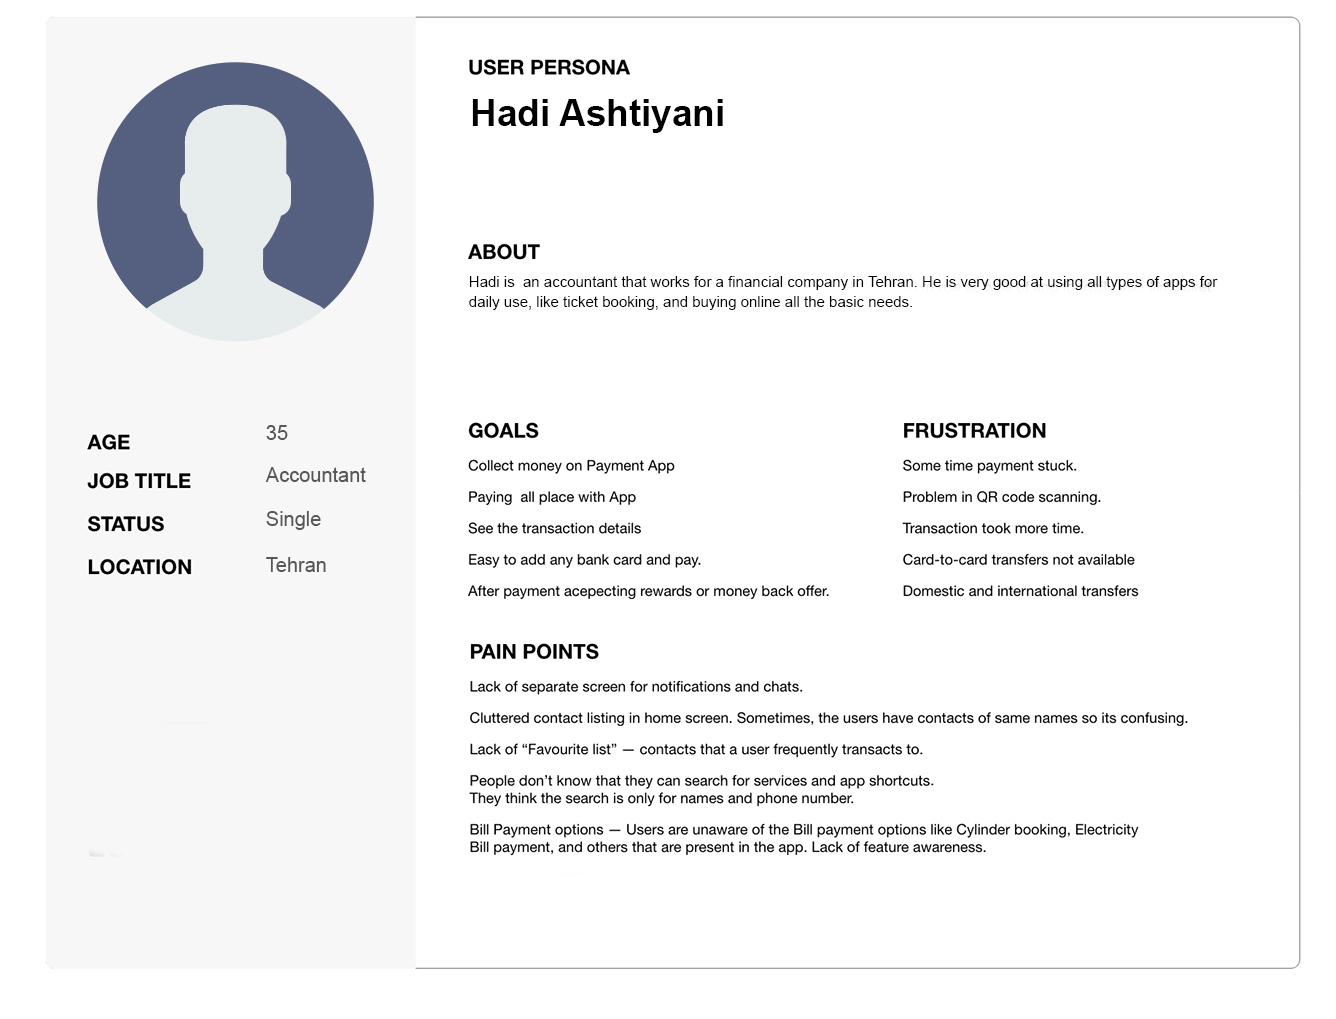 USER PERSONA
Hadi Ashtiyani
ABOUT
Hadi is  an accountant that works for a financial company in Tehran. He is very good at using all types of apps for
daily use, like ticket booking, and buying online all the basic needs.
AGE 35
JOB TITLE Accountant
STATUS Single
LOCATION Tehran
GOALS
Collect money on Payment App
Paying  all place with App
See the transaction details
Easy to add any bank card and pay.
After payment acepecting rewards or money back offer.
FRUSTRATION
Some time payment stuck.
Problem in QR code scanning.
Transaction took more time.
Card-to-card transfers not available
Domestic and international transfers
PAIN POINTS
Lack of separate screen for notifications and chats.
Cluttered contact listing in home screen. Sometimes, the users have contacts of same names so its confusing.
Lack of “Favourite list” — contacts that a user frequently transacts to.
People don’t know that they can search for services and app shortcuts.
They think the search is only for names and phone number.
Bill Payment options — Users are unaware of the Bill payment options like Cylinder booking, Electricity
Bill payment, and others that are present in the app. Lack of feature awareness.